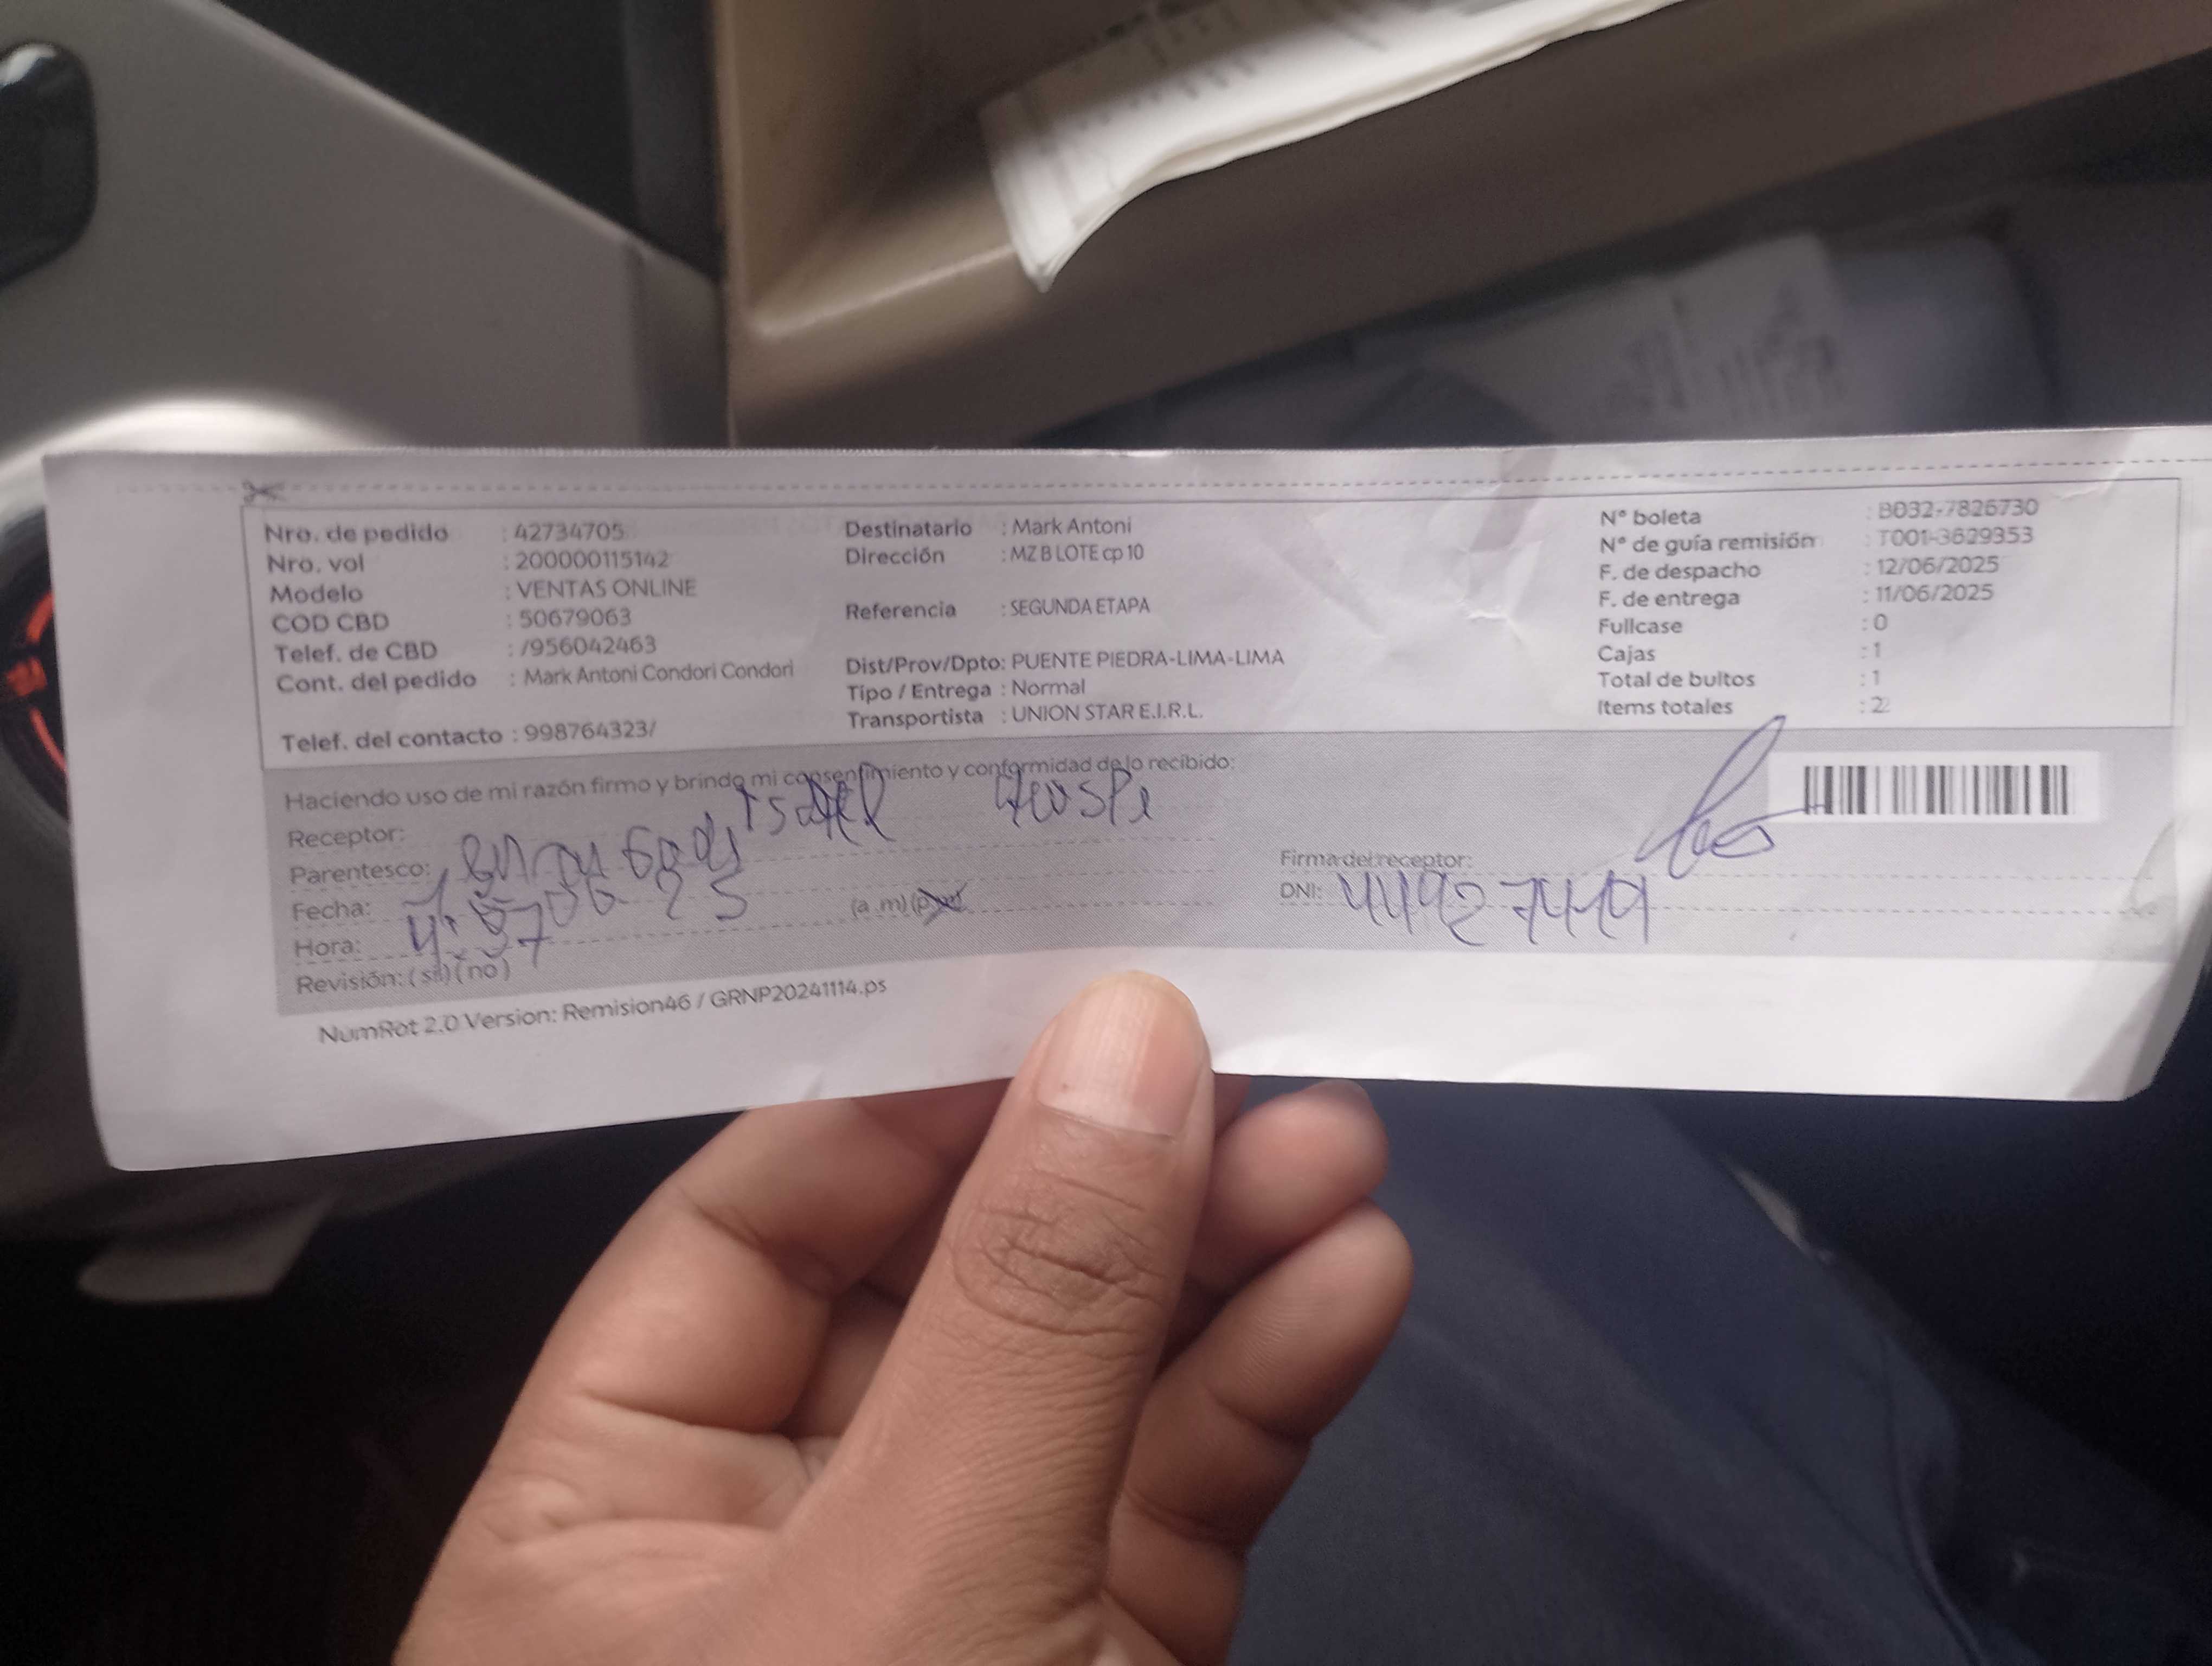 Nro. de pedido : 42734705
Nro. vol : 200000115142
Modelo : VENTAS ONLINE
COD CBD : 50679063
Telef. de CBD : /956042463
Cont. del pedido : Mark Antoni Condori Condori
Telef. del contacto : 998764323/
Destinatario : Mark Antoni
Dirección : MZ B LOTE cp 10
Referencia : SEGUNDA ETAPA
Dist/Prov/Dpto: PUENTE PIEDRA-LIMA-LIMA
Tipo / Entrega : Normal
Transportista : UNION STAR E.I.R.L.
N° boleta : B032-7826730
N° de guía remisión : T001-3629353
F. de despacho : 12/06/2025
F. de entrega : 11/06/2025
Fullcase : 0
Cajas : 1
Total de bultos : 1
Items totales : 2
Haciendo uso de mi razón firmo y brindo mi consentimiento y conformidad de lo recibido:
Receptor: Isabel
Parentesco:
Fecha: 06 25
Hora: 4:57 (a.m) (p.m)
Revisión: (si) (no)
Firma del receptor:
DNI:
NumRot 2.0 Version: Remision46 / GRNP20241114.ps